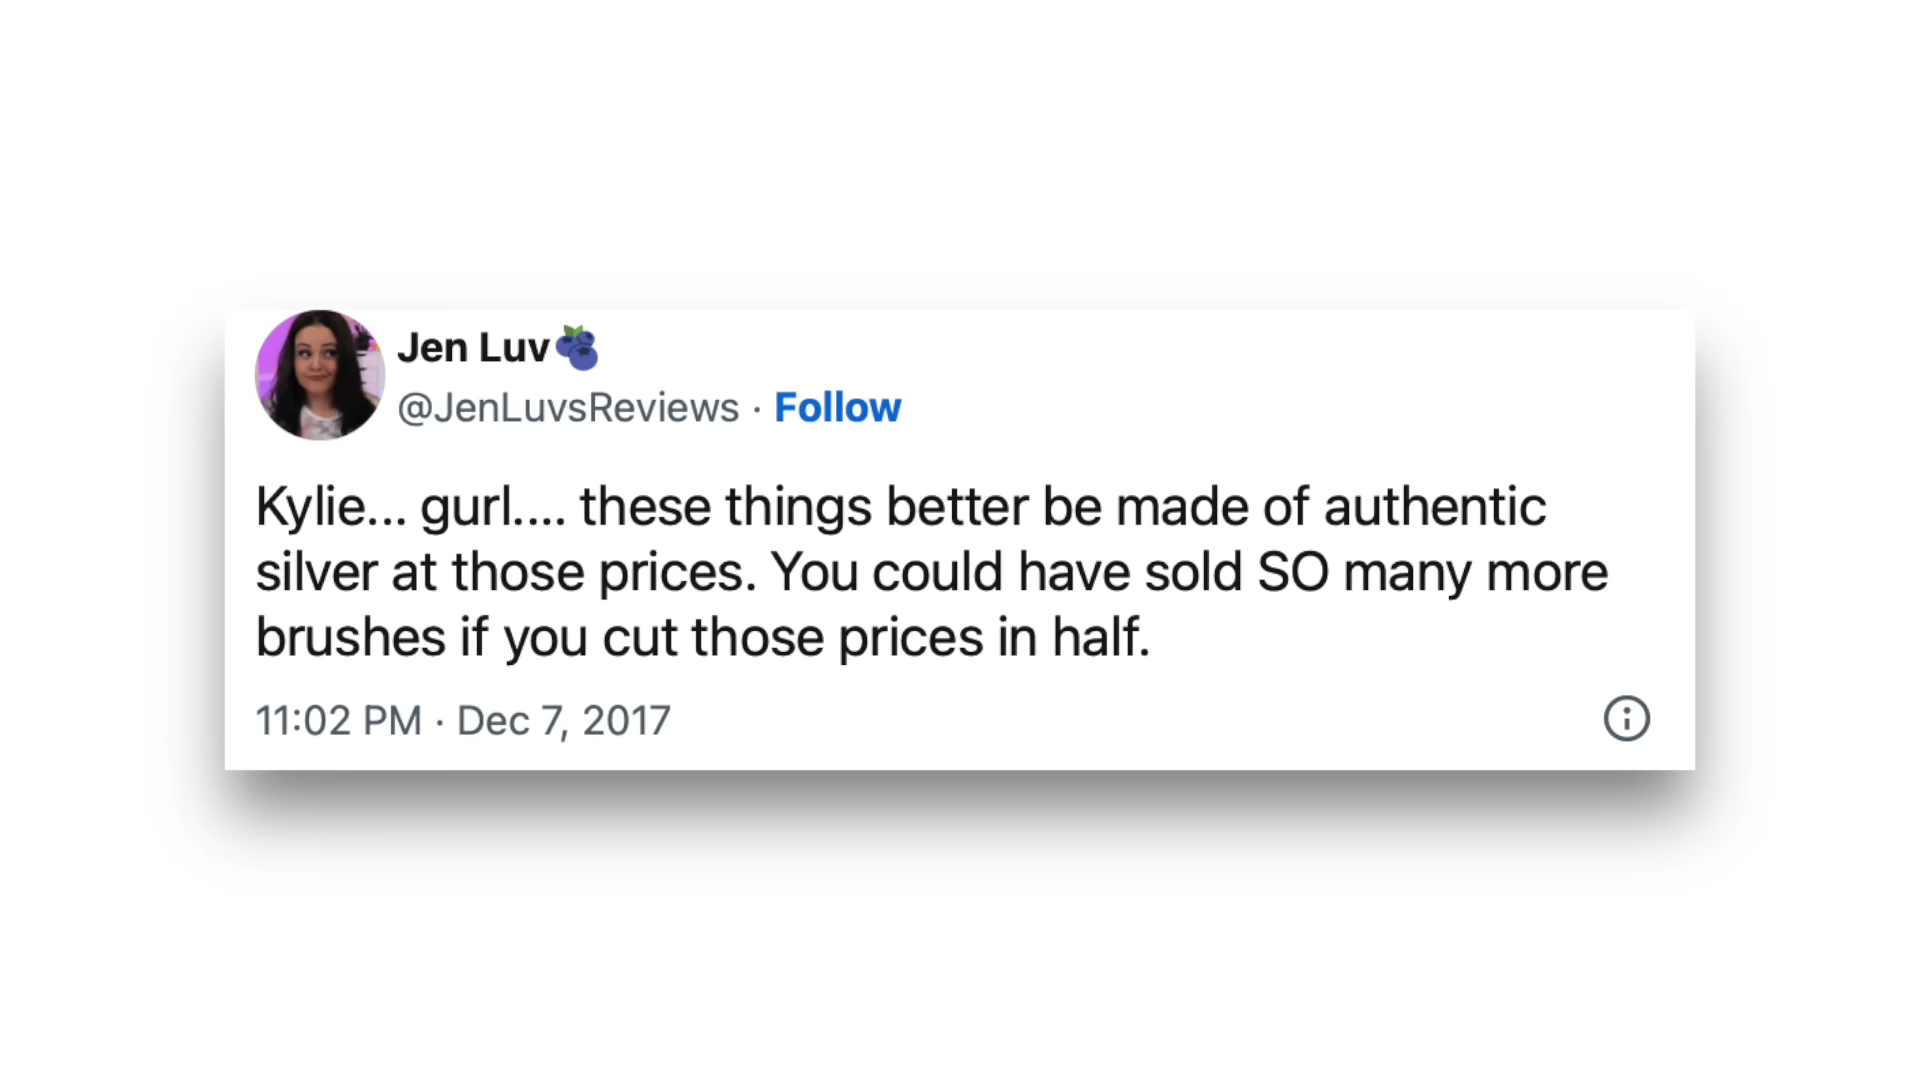 Jen Luv🫐
@JenLuvsReviews · Follow
Kylie... gurl.... these things better be made of authentic
silver at those prices. You could have sold SO many more
brushes if you cut those prices in half.
11:02 PM · Dec 7, 2017